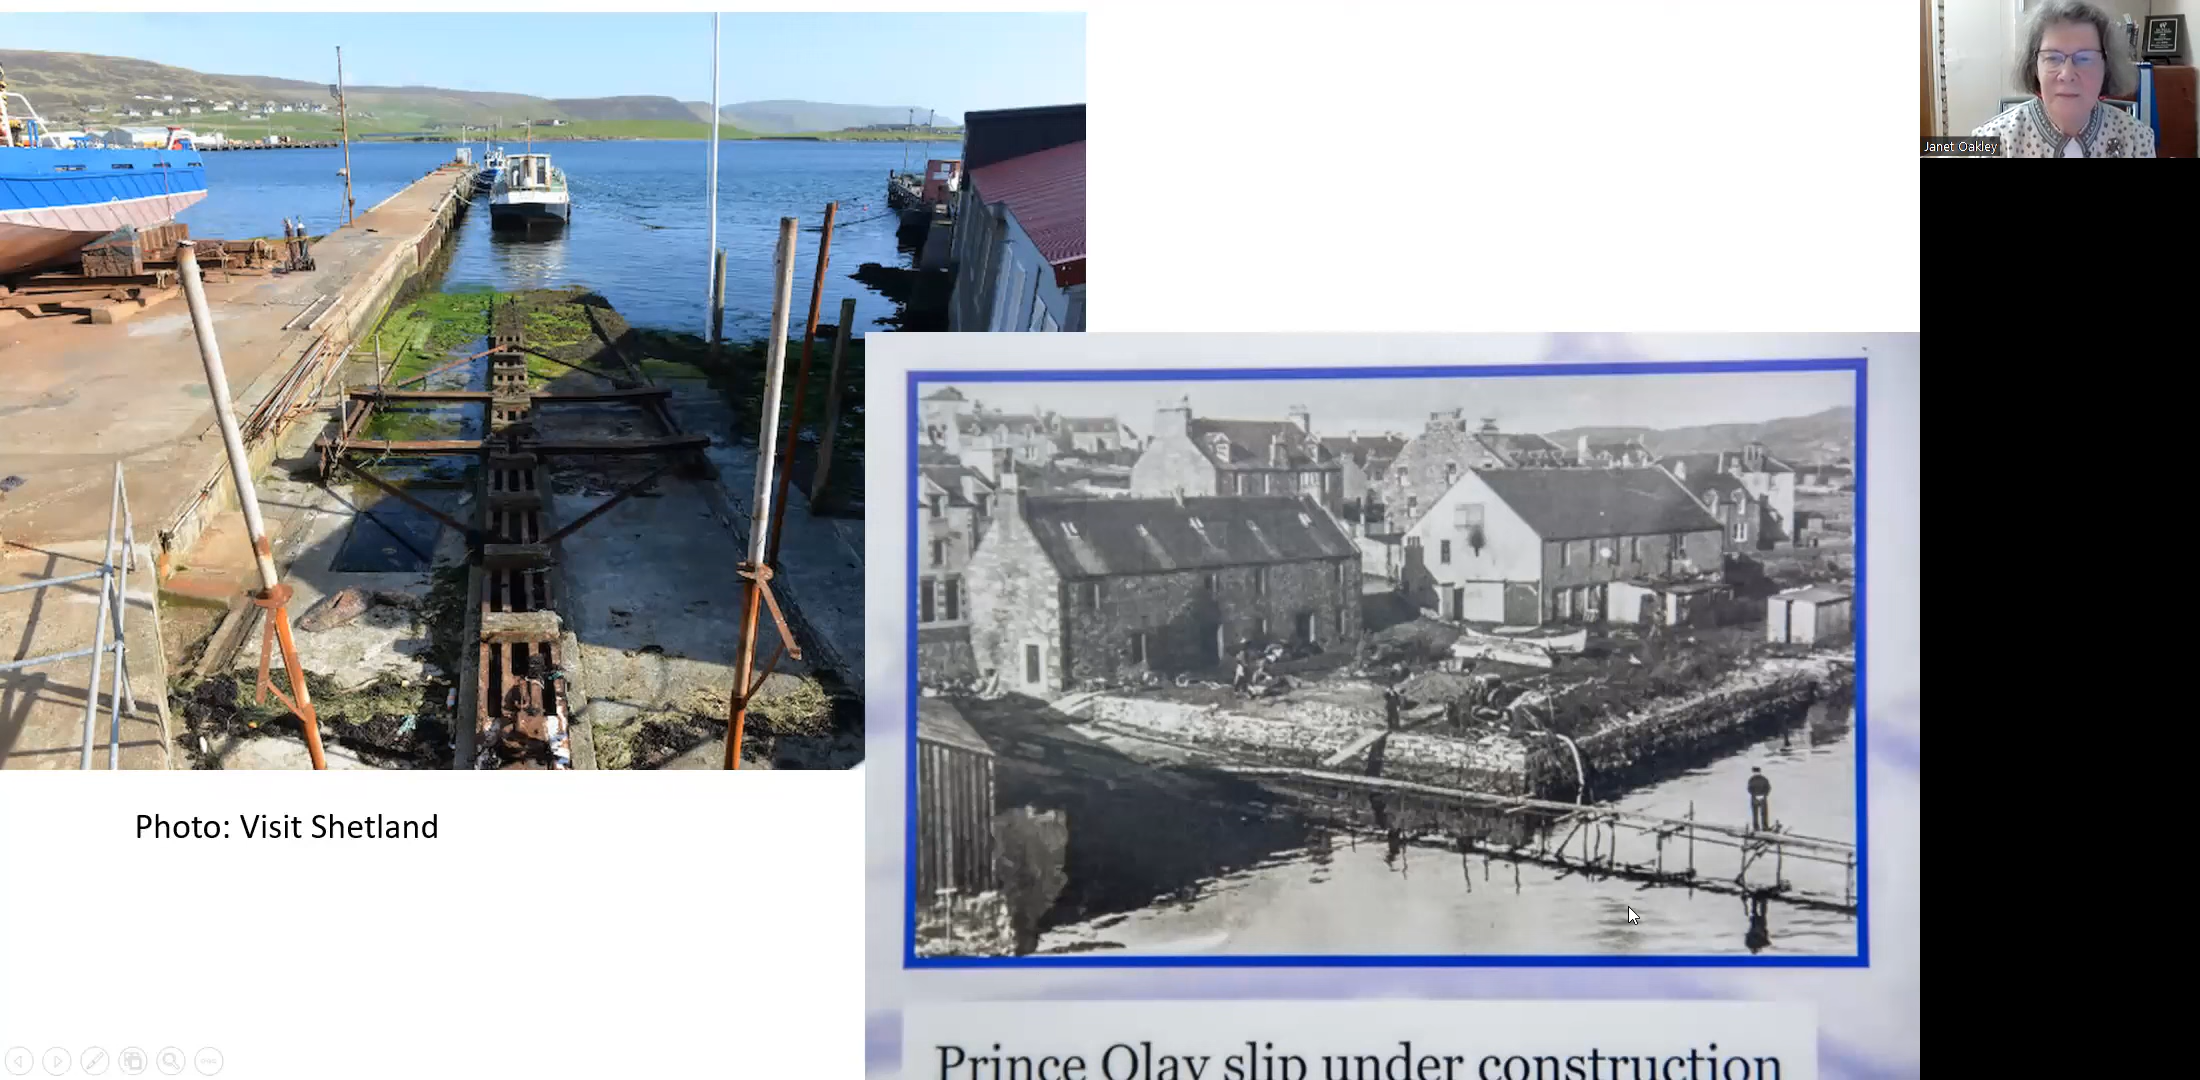 Janet Oakley
Photo: Visit Shetland
Prince Olav slip under construction